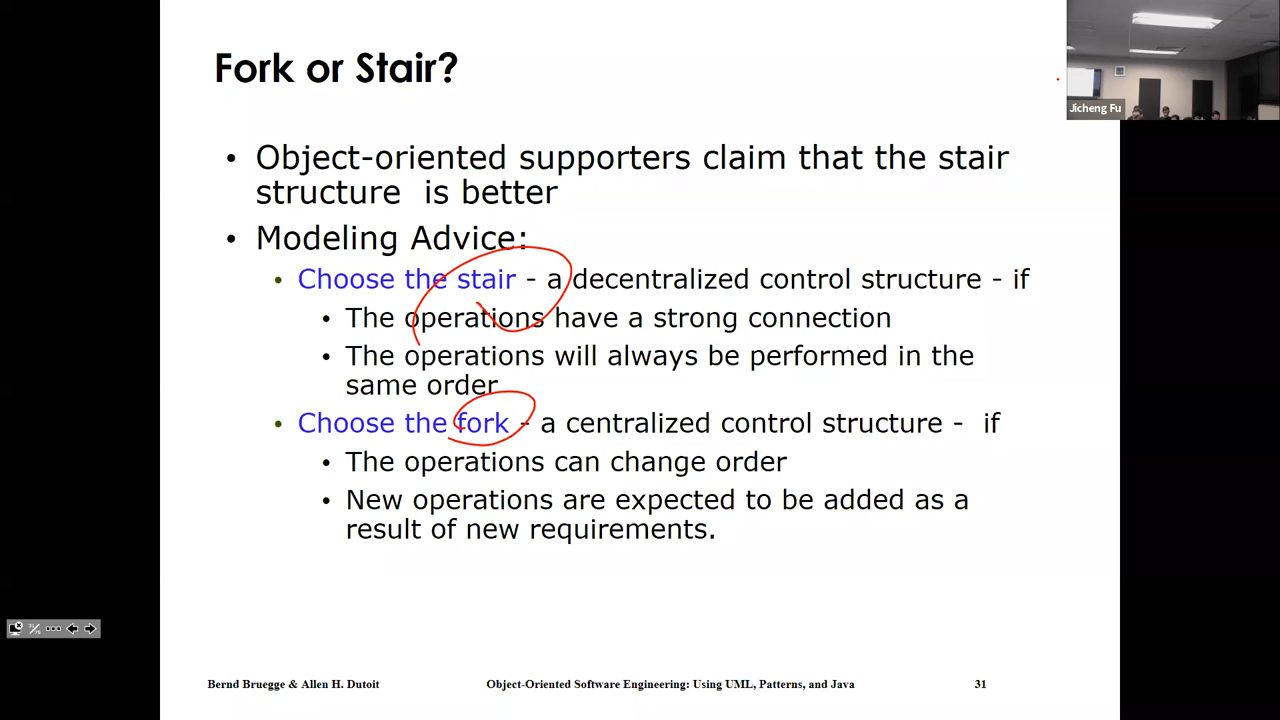 Fork or Stair?
Jicheng Fu
• Object-oriented supporters claim that the stair
structure is better
• Modeling Advice:
• Choose the stair - a decentralized control structure - if
• The operations have a strong connection
• The operations will always be performed in the
same order
• Choose the fork - a centralized control structure - if
• The operations can change order
• New operations are expected to be added as a
result of new requirements.
Bernd Bruegge & Allen H. Dutoit
Object-Oriented Software Engineering: Using UML, Patterns, and Java
31